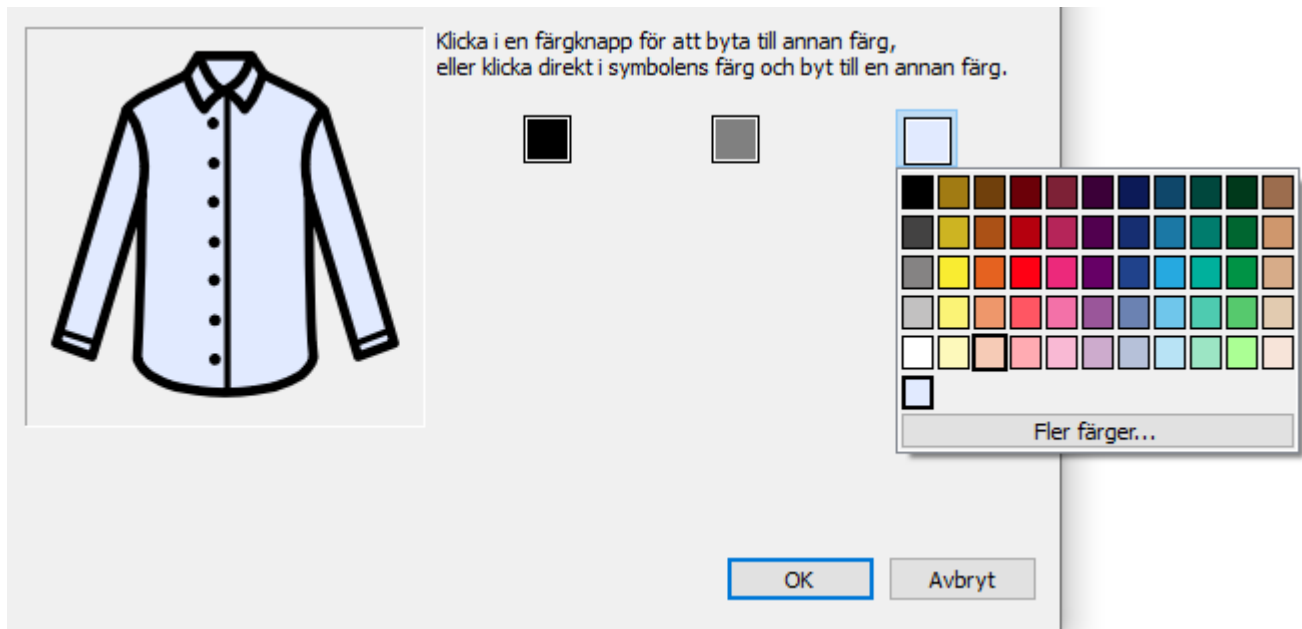 Klicka i en färgknapp för att byta till annan färg,
eller klicka direkt i symbolens färg och byt till en annan färg.
Fler färger...
OK
Avbryt